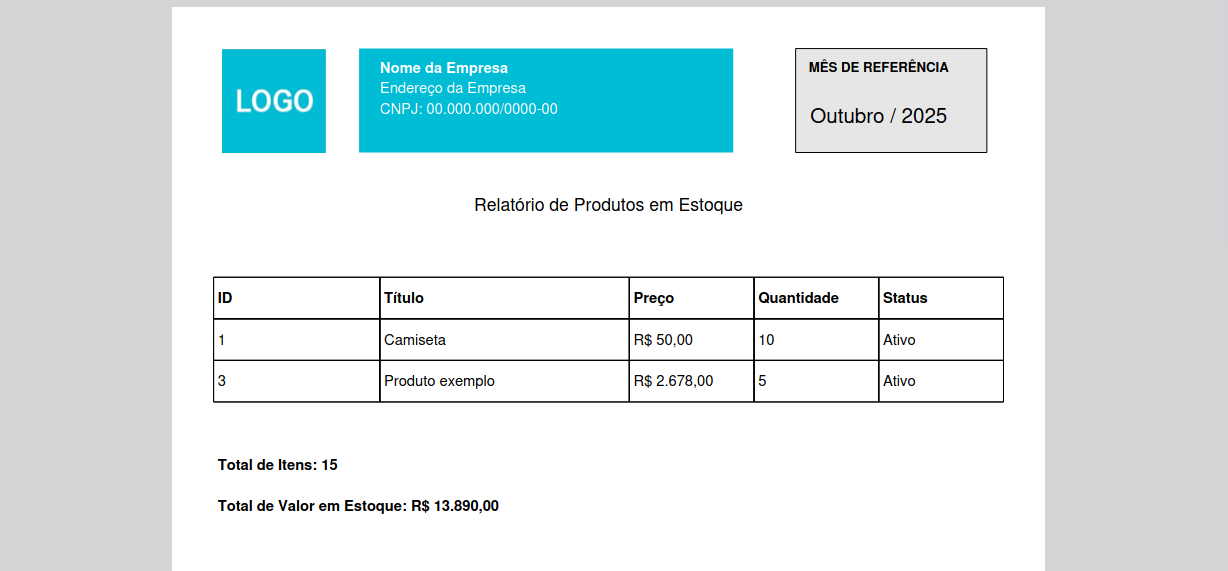 LOGO
Nome da Empresa
Endereço da Empresa
CNPJ: 00.000.000/0000-00
MÊS DE REFERÊNCIA
Outubro / 2025
Relatório de Produtos em Estoque
ID Título Preço Quantidade Status
1 Camiseta R$ 50,00 10 Ativo
3 Produto exemplo R$ 2.678,00 5 Ativo
Total de Itens: 15
Total de Valor em Estoque: R$ 13.890,00